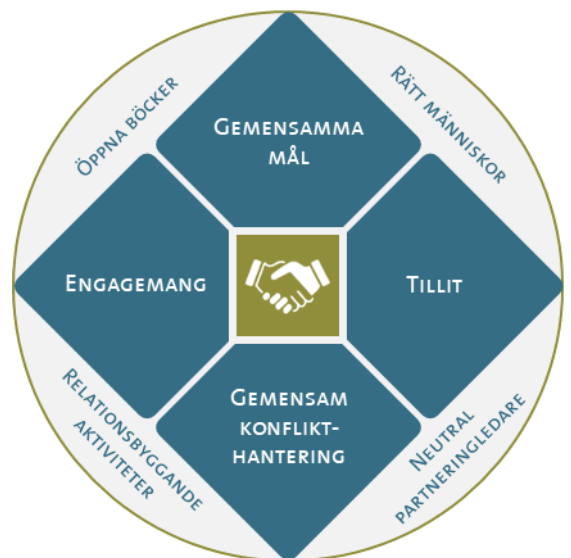 ÖPPNA BÖCKER
RÄTT MÄNNISKOR
GEMENSAMMA
MÅL
ENGAGEMANG
TILLIT
GEMENSAM
KONFLIKT-
HANTERING
RELATIONSBYGGANDE
AKTIVITETER
NEUTRAL
PARTNERINGLEDARE